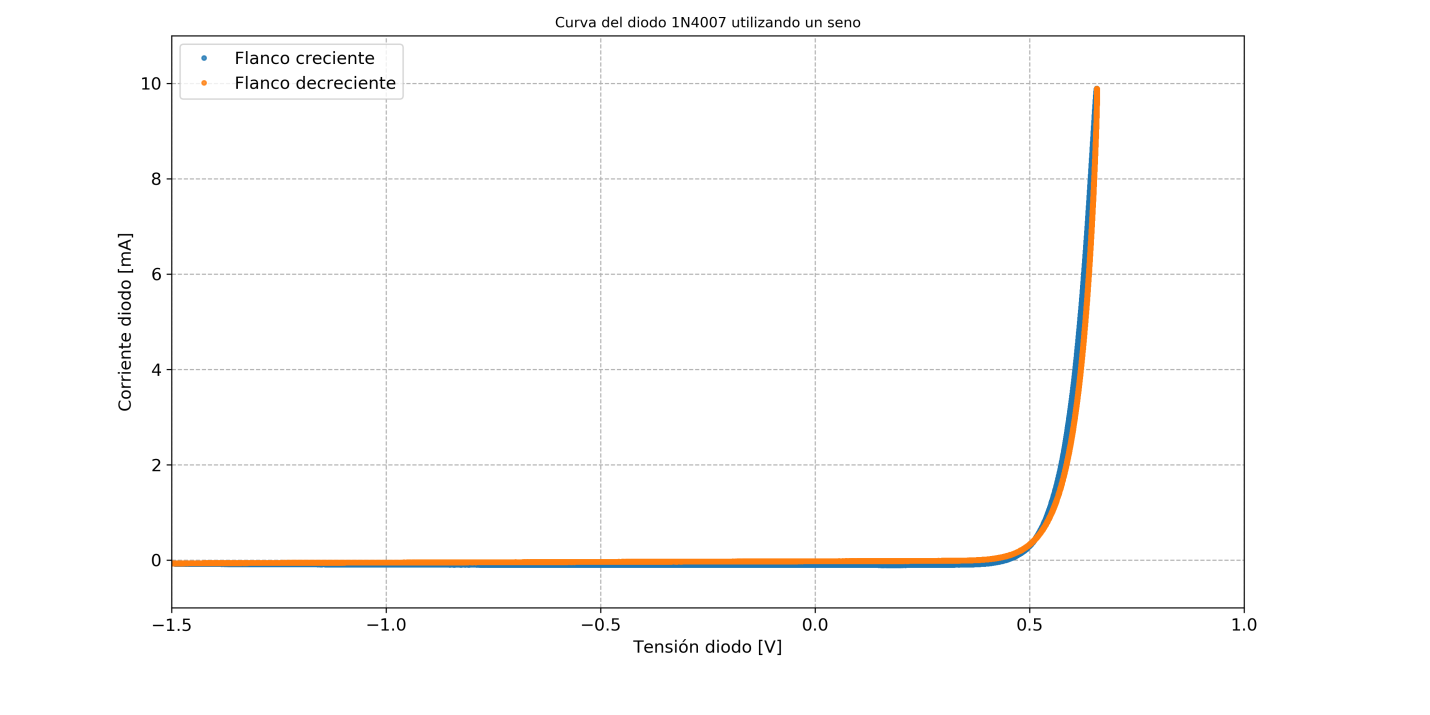 Curva del diodo 1N4007 utilizando un seno
Flanco creciente
Flanco decreciente
10
8
6
4
2
0
Corriente diodo [mA]
−1.5
−1.0
−0.5
0.0
0.5
1.0
Tensión diodo [V]